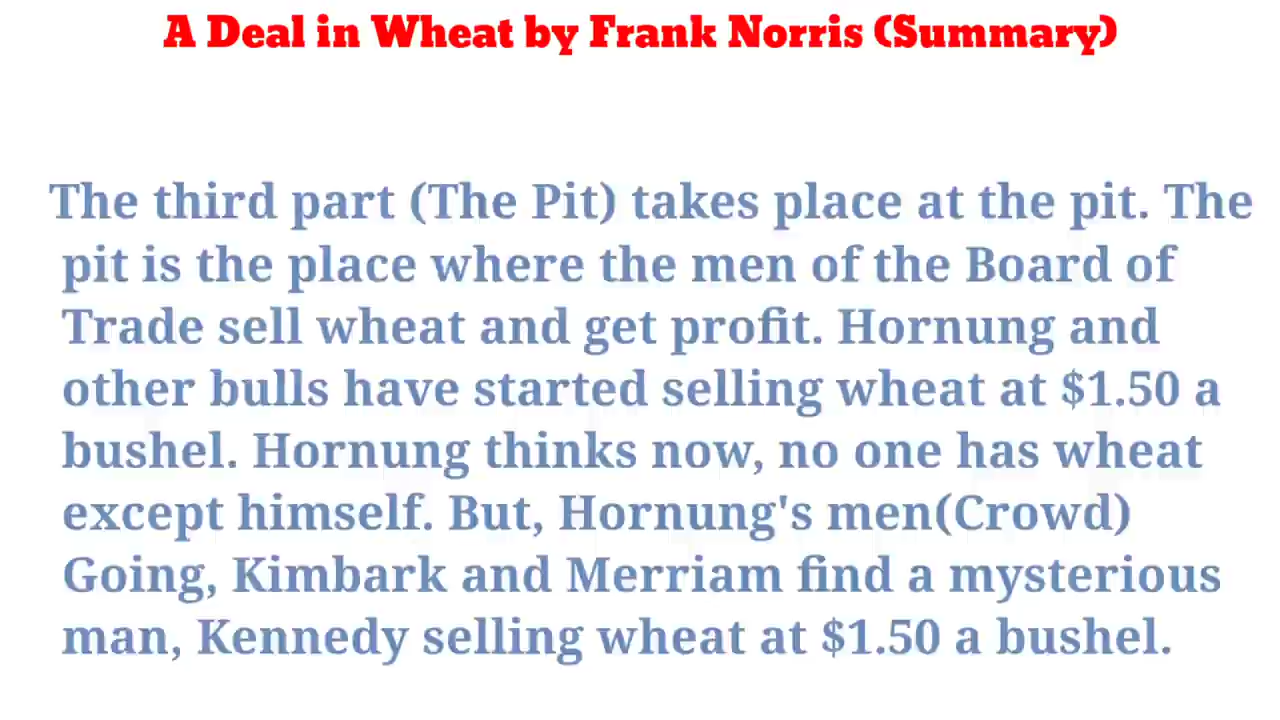 A Deal in Wheat by Frank Norris (Summary)
The third part (The Pit) takes place at the pit. The
pit is the place where the men of the Board of
Trade sell wheat and get profit. Hornung and
other bulls have started selling wheat at $1.50 a
bushel. Hornung thinks now, no one has wheat
except himself. But, Hornung's men(Crowd)
Going, Kimbark and Merriam find a mysterious
man, Kennedy selling wheat at $1.50 a bushel.